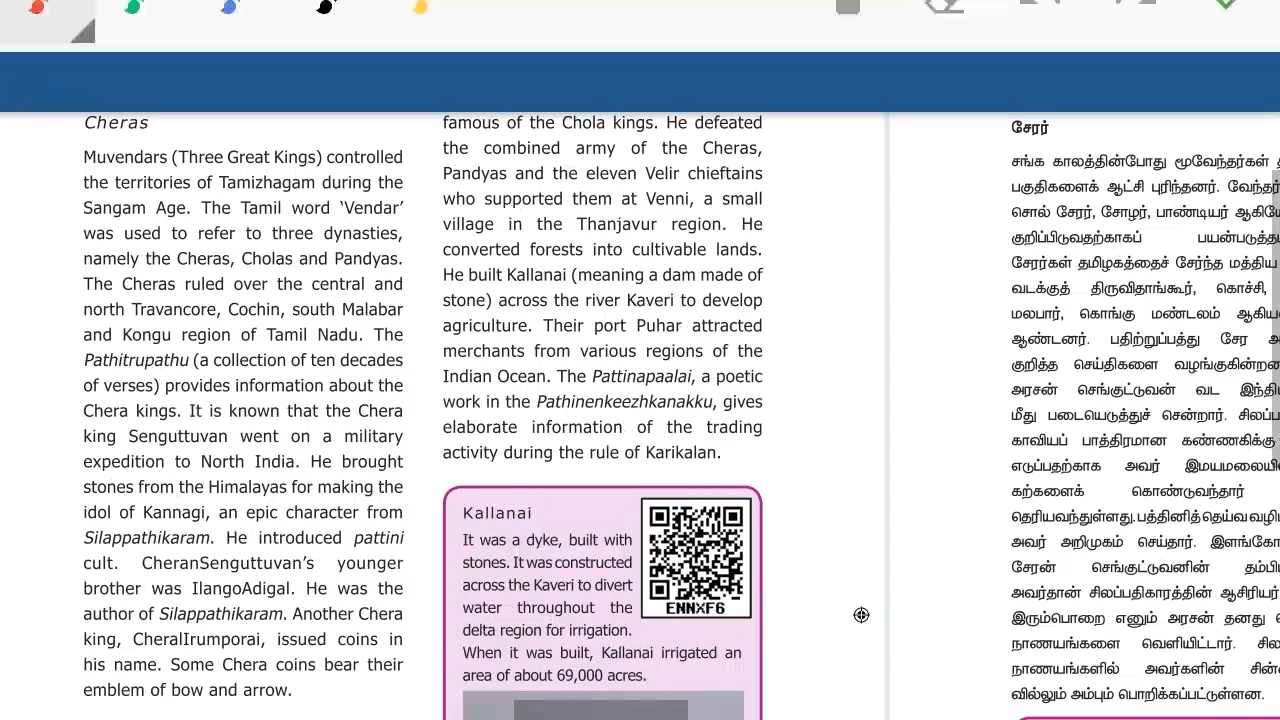 Cheras
Muvendars (Three Great Kings) controlled
the territories of Tamizhagam during the
Sangam Age. The Tamil word ‘Vendar’
was used to refer to three dynasties,
namely the Cheras, Cholas and Pandyas.
The Cheras ruled over the central and
north Travancore, Cochin, south Malabar
and Kongu region of Tamil Nadu. The
Pathitrupathu (a collection of ten decades
of verses) provides information about the
Chera kings. It is known that the Chera
king Senguttuvan went on a military
expedition to North India. He brought
stones from the Himalayas for making the
idol of Kannagi, an epic character from
Silappathikaram. He introduced pattini
cult. CheranSenguttuvan’s younger
brother was IlangoAdigal. He was the
author of Silappathikaram. Another Chera
king, CheralIrumporai, issued coins in
his name. Some Chera coins bear their
emblem of bow and arrow.
famous of the Chola kings. He defeated
the combined army of the Cheras,
Pandyas and the eleven Velir chieftains
who supported them at Venni, a small
village in the Thanjavur region. He
converted forests into cultivable lands.
He built Kallanai (meaning a dam made of
stone) across the river Kaveri to develop
agriculture. Their port Puhar attracted
merchants from various regions of the
Indian Ocean. The Pattinapaalai, a poetic
work in the Pathinenkeezhkanakku, gives
elaborate information of the trading
activity during the rule of Karikalan.
Kallanai
It was a dyke, built with
stones. It was constructed
across the Kaveri to divert
water throughout the
delta region for irrigation.
When it was built, Kallanai irrigated an
area of about 69,000 acres.
ENNXF6
சேரர்
சங்க காலத்தின்போது மூவேந்தர்கள்
பகுதிகளைக் ஆட்சி புரிந்தனர்.
சொல் சேரர், சோழர், பாண்டியர்
குறிப்பிடுவதற்காகப்
சேரர்கள் தமிழகத்தைச் சேர்ந்த மத்திய
வடக்குத் திருவிதாங்கூர், கொச்சி,
மலபார், கொங்கு மண்டலம்
ஆண்டனர். பதிற்றுப்பத்து சேர
குறித்த செய்திகளை
அரசன் செங்குட்டுவன் வட
மீது படையெடுத்துச் சென்றார்.
காவியப் பாத்திரமான கண்ணகிக்கு
எடுப்பதற்காக அவர்
கற்களைக் கொண்டுவந்தார்
தெரியவந்துள்ளது.
அவர் அறிமுகம் செய்தார்.
சேரன் செங்குட்டுவனின்
அவர்தான் சிலப்பதிகாரத்தின்
இரும்பொறை எனும் அரசன் தனது
நாணயங்களை வெளியிட்டார்.
நாணயங்களில் அவர்களின்
வில்லும் அம்பும் பொறிக்கப்பட்டுள்ளன.